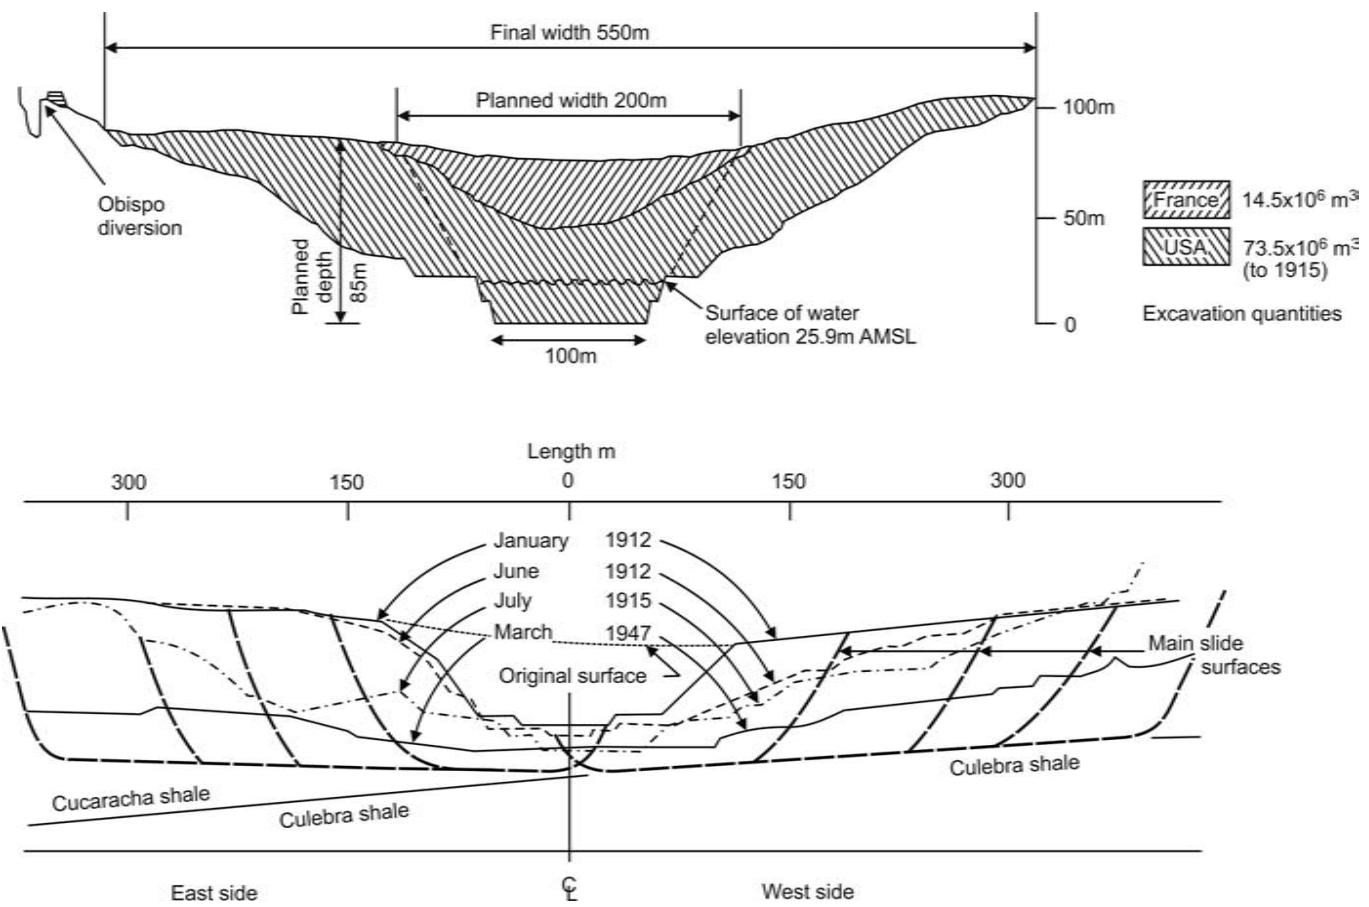 Final width 550m
Planned width 200m
100m
Obispo
diversion
Planned
depth
85m
50m
France 14.5x10⁶ m³
USA 73.5x10⁶ m³
(to 1915)
Surface of water
elevation 25.9m AMSL
Excavation quantities
0
100m
Length m
300 150 0 150 300
January 1912
June 1912
July 1915
March 1947
Original surface
Main slide
surfaces
Cucaracha shale
Culebra shale
Culebra shale
East side
℄
West side